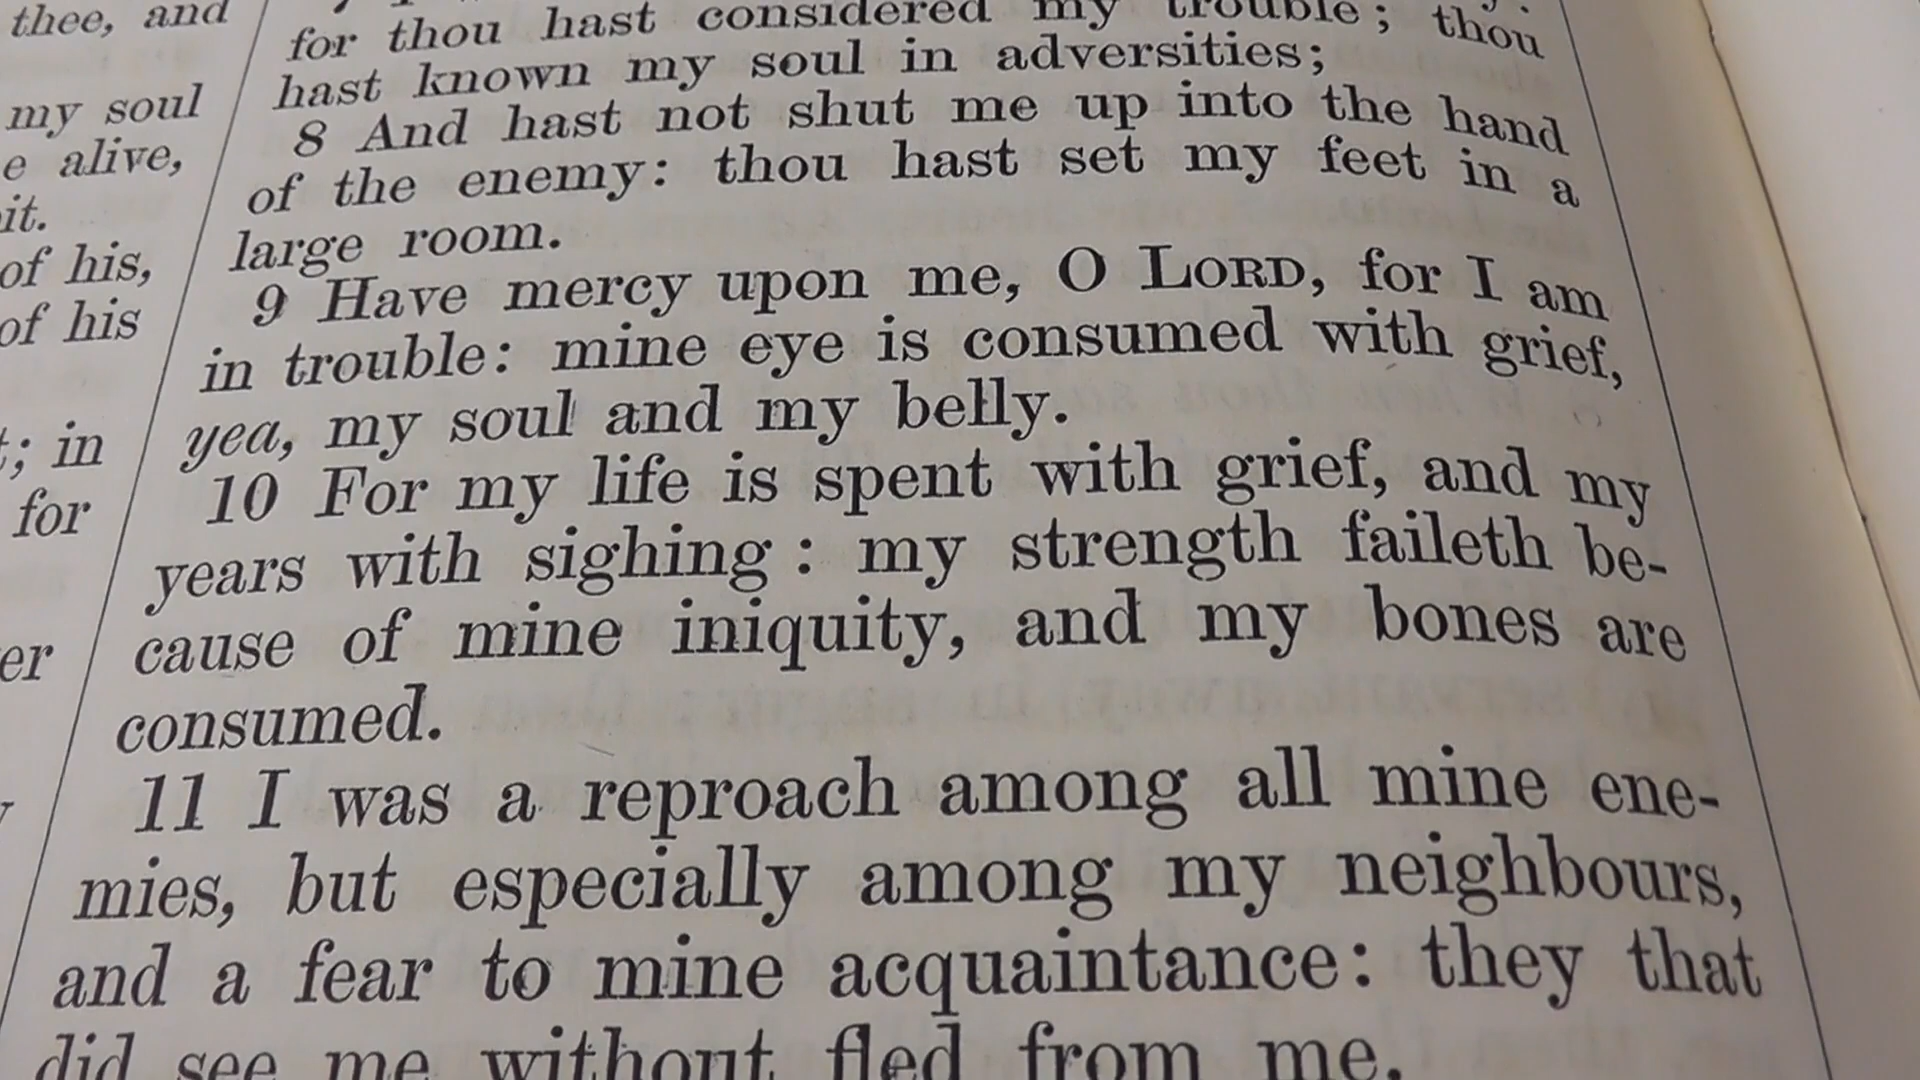 thee, and
my soul
e alive,
it.
of his,
of his
; in
for
er
for thou hast considered my trouble; thou
hast known my soul in adversities;
8 And hast not shut me up into the hand
of the enemy: thou hast set my feet in a
large room.
9 Have mercy upon me, O LORD, for I am
in trouble: mine eye is consumed with grief,
yea, my soul and my belly.
10 For my life is spent with grief, and my
years with sighing: my strength faileth be-
cause of mine iniquity, and my bones are
consumed.
11 I was a reproach among all mine ene-
mies, but especially among my neighbours,
and a fear to mine acquaintance: they that
did see me without fled from me.